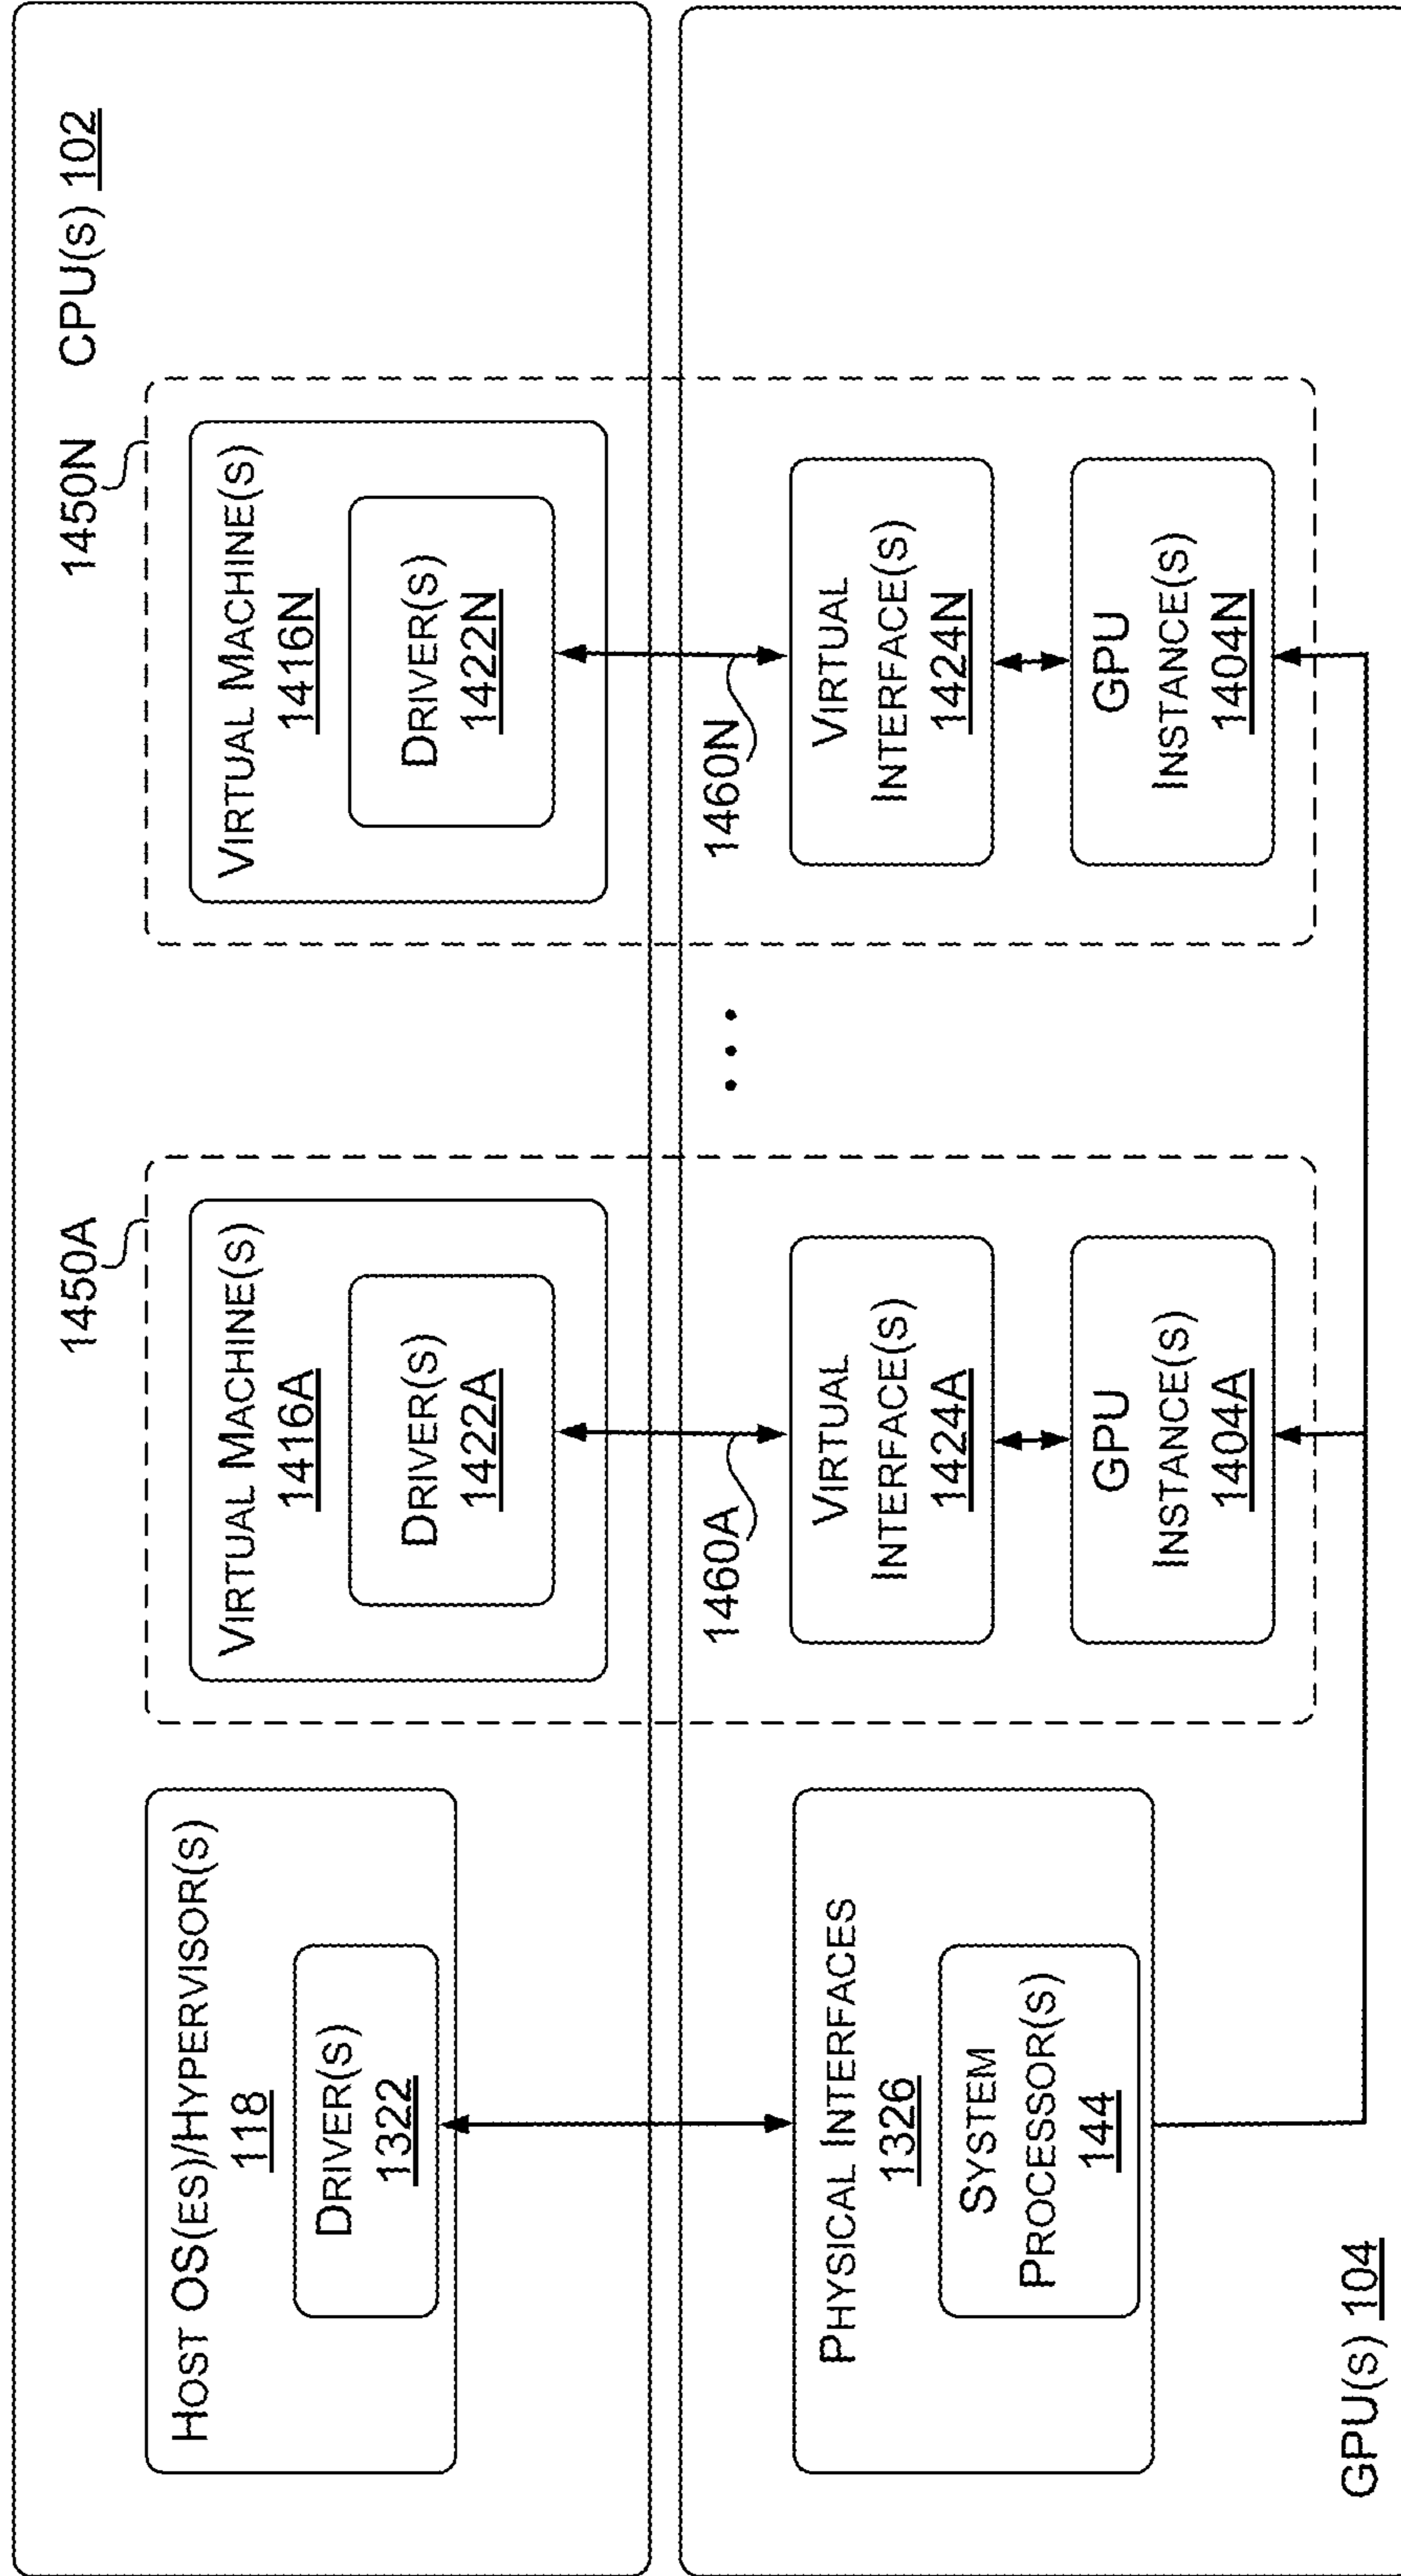 CPU(s) 102
HOST OS(ES)/HYPERVISOR(S)
118
DRIVER(S)
1322
1450A
VIRTUAL MACHINE(S)
1416A
DRIVER(S)
1422A
1450N
VIRTUAL MACHINE(S)
1416N
DRIVER(S)
1422N
PHYSICAL INTERFACES
1326
SYSTEM
PROCESSOR(S)
144
1460A
VIRTUAL
INTERFACE(S)
1424A
GPU
INSTANCE(S)
1404A
...
1460N
VIRTUAL
INTERFACE(S)
1424N
GPU
INSTANCE(S)
1404N
GPU(s) 104